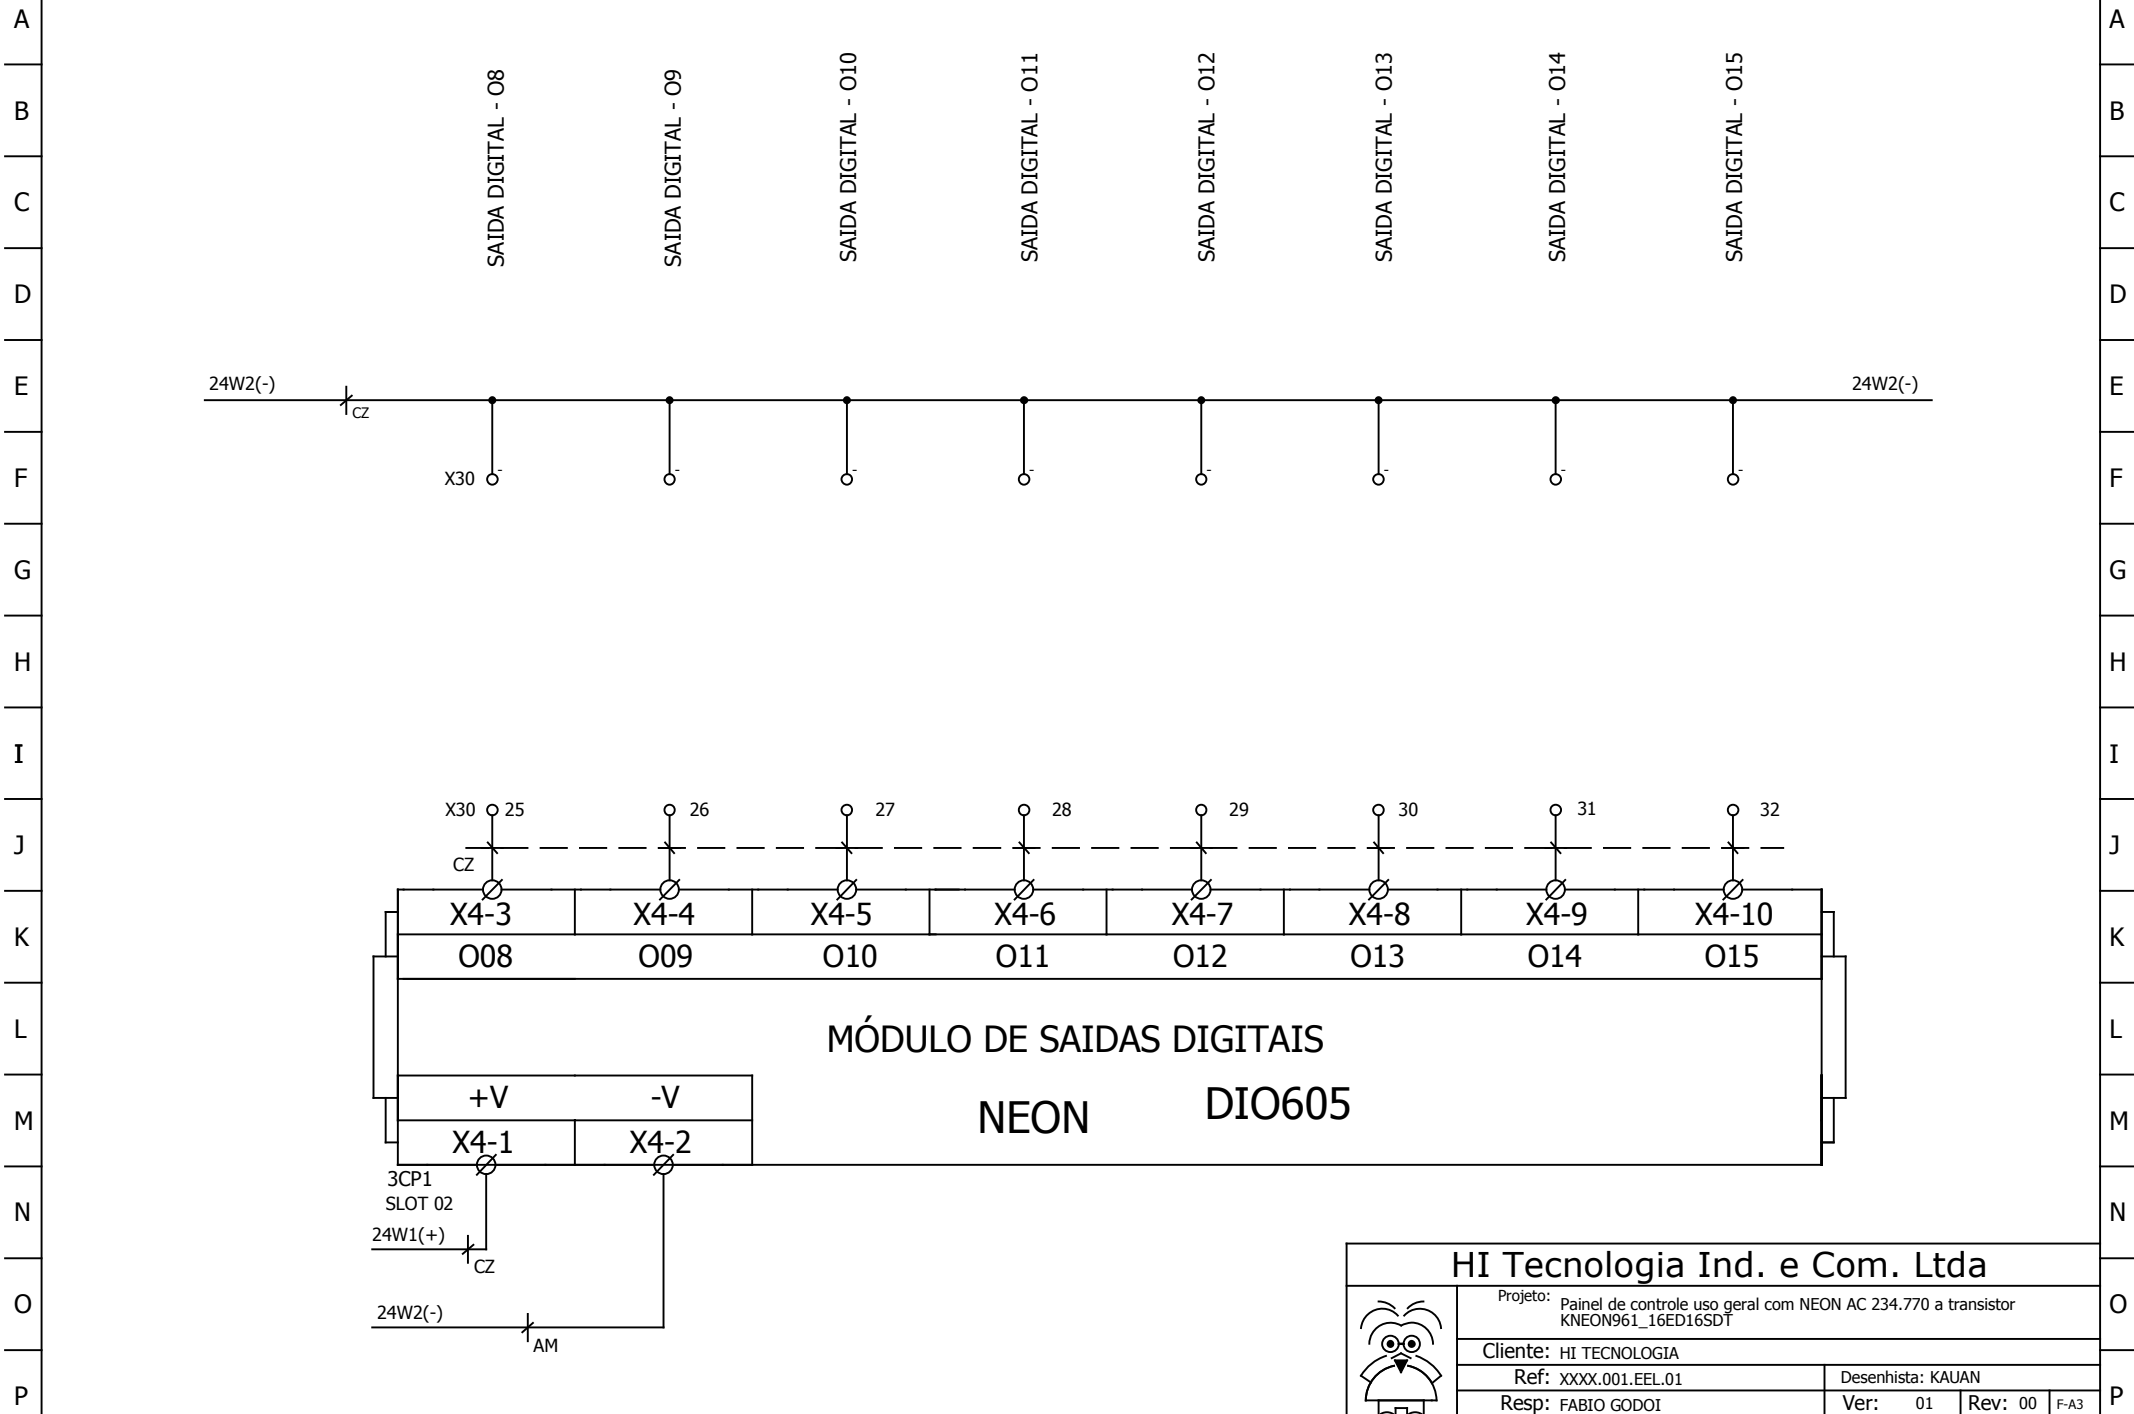 A A
SAIDA DIGITAL - O8
SAIDA DIGITAL - O9
SAIDA DIGITAL - O10
SAIDA DIGITAL - O11
SAIDA DIGITAL - O12
SAIDA DIGITAL - O13
SAIDA DIGITAL - O14
SAIDA DIGITAL - O15
B B
C C
D D
24W2(-) 24W2(-)
E E
CZ
X30 - - - - - - - -
F F
G G
H H
I I
X30 25 26 27 28 29 30 31 32
J J
CZ
X4-3 X4-4 X4-5 X4-6 X4-7 X4-8 X4-9 X4-10
K K
O08 O09 O10 O11 O12 O13 O14 O15
L L
MÓDULO DE SAIDAS DIGITAIS
+V -V
NEON DIO605
M M
X4-1 X4-2
3CP1
SLOT 02
N N
24W1(+)
CZ
HI Tecnologia Ind. e Com. Ltda
O O
24W2(-)
AM
Projeto: Painel de controle uso geral com NEON AC 234.770 a transistor
KNEON961_16ED16SDT
Cliente: HI TECNOLOGIA
Ref: XXXX.001.EEL.01 Desenhista: KAUAN
P P
Resp: FABIO GODOI Ver: 01 Rev: 00 F-A3